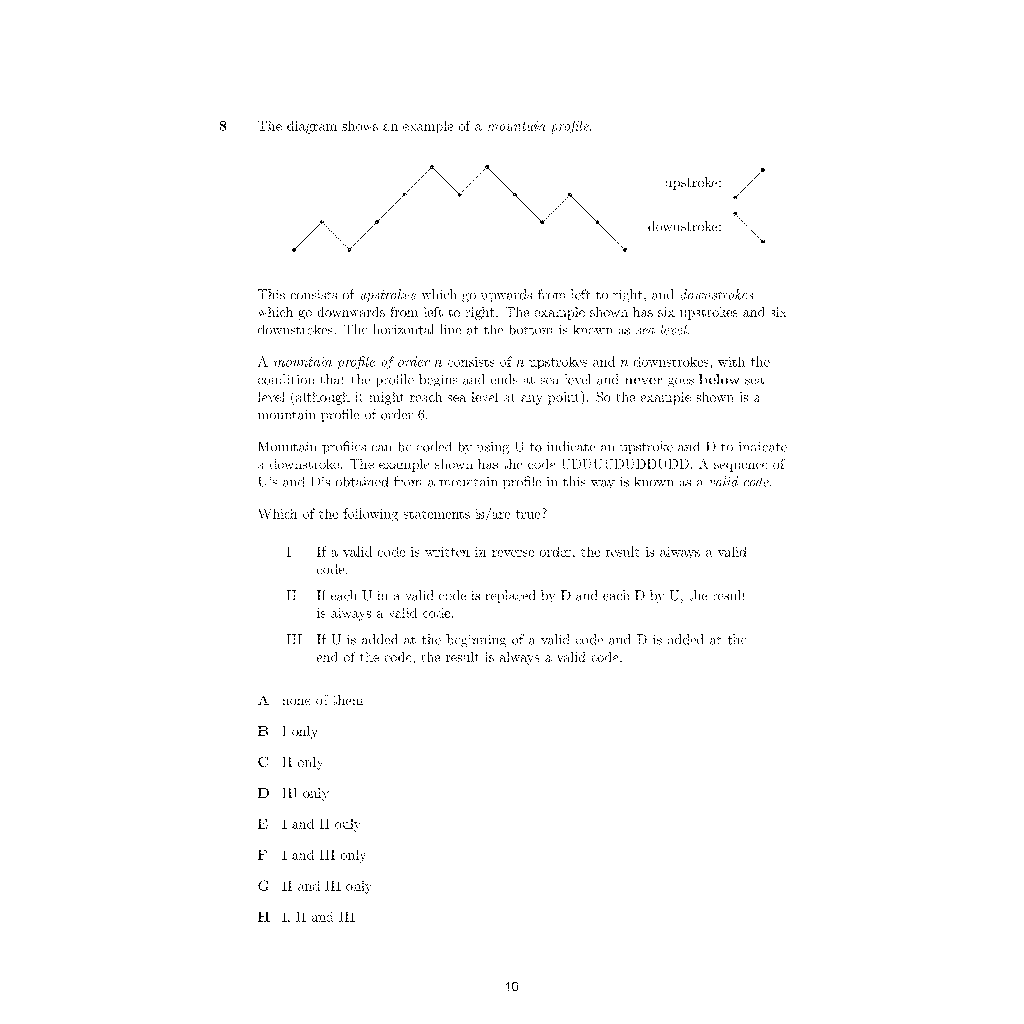 8 The diagram shows an example of a mountain profile.
upstroke:
downstroke:
This consists of upstrokes which go upwards from left to right, and downstrokes
which go downwards from left to right. The example shown has six upstrokes and six
downstrokes. The horizontal line at the bottom is known as sea level.
A mountain profile of order n consists of n upstrokes and n downstrokes, with the
condition that the profile begins and ends at sea level and never goes below sea
level (although it might reach sea level at any point). So the example shown is a
mountain profile of order 6.
Mountain profiles can be coded by using U to indicate an upstroke and D to indicate
a downstroke. The example shown has the code UDUUUDUDDUDD. A sequence of
U's and D's obtained from a mountain profile in this way is known as a valid code.
Which of the following statements is/are true?
I If a valid code is written in reverse order, the result is always a valid
code.
II If each U in a valid code is replaced by D and each D by U, the result
is always a valid code.
III If U is added at the beginning of a valid code and D is added at the
end of the code, the result is always a valid code.
A none of them
B I only
C II only
D III only
E I and II only
F I and III only
G II and III only
H I, II and III
10